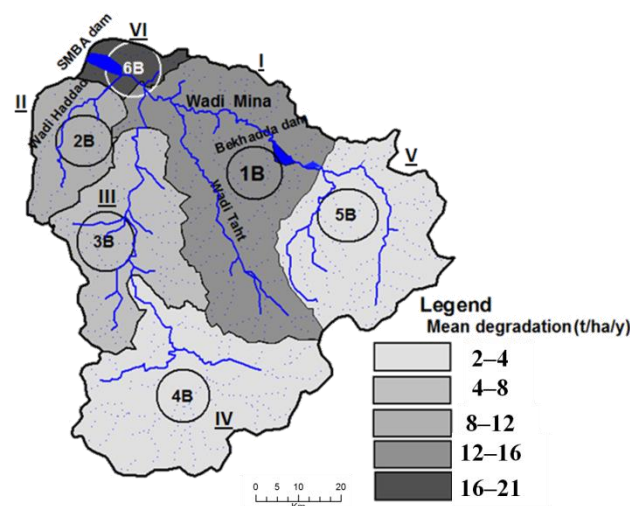 VI
SMBA dam
6B
I
II
Wadi Haddad
Wadi Mina
Bekhadda dam
2B
1B
V
III
Wadi Taht
5B
3B
4B
IV
Legend
Mean degradation (t/ha/y)
2–4
4–8
8–12
12–16
16–21
0 5 10 20
Km